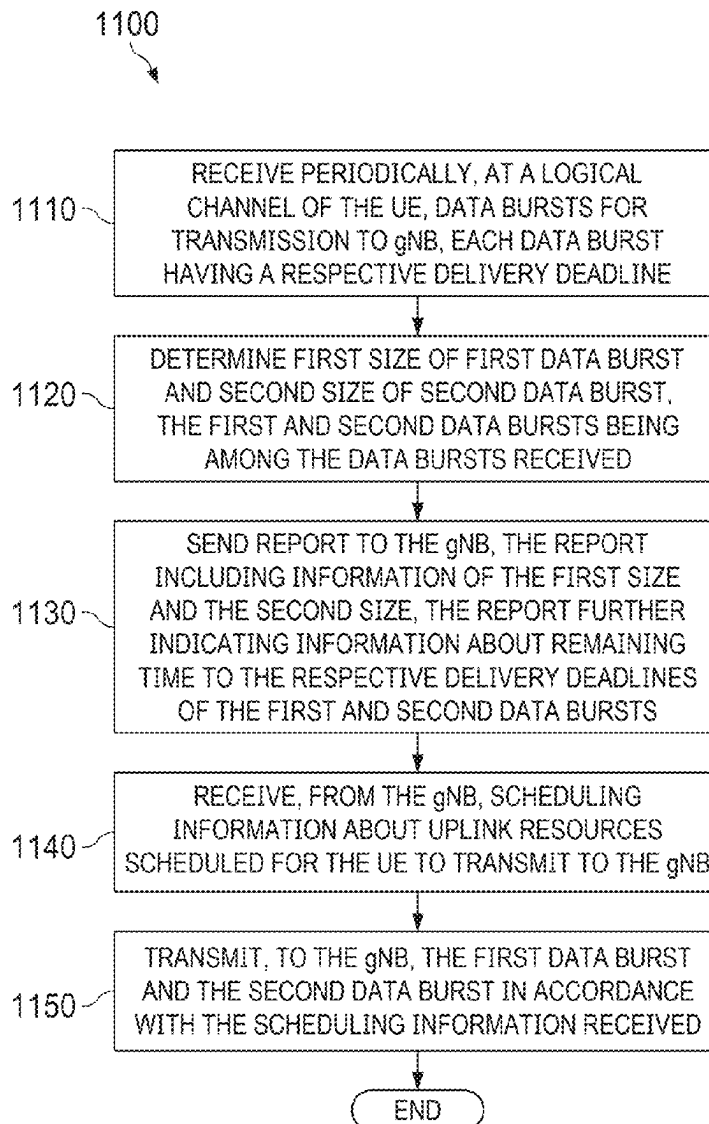 1100
1110
RECEIVE PERIODICALLY, AT A LOGICAL
CHANNEL OF THE UE, DATA BURSTS FOR
TRANSMISSION TO gNB, EACH DATA BURST
HAVING A RESPECTIVE DELIVERY DEADLINE
1120
DETERMINE FIRST SIZE OF FIRST DATA BURST
AND SECOND SIZE OF SECOND DATA BURST,
THE FIRST AND SECOND DATA BURSTS BEING
AMONG THE DATA BURSTS RECEIVED
1130
SEND REPORT TO THE gNB, THE REPORT
INCLUDING INFORMATION OF THE FIRST SIZE
AND THE SECOND SIZE, THE REPORT FURTHER
INDICATING INFORMATION ABOUT REMAINING
TIME TO THE RESPECTIVE DELIVERY DEADLINES
OF THE FIRST AND SECOND DATA BURSTS
1140
RECEIVE, FROM THE gNB, SCHEDULING
INFORMATION ABOUT UPLINK RESOURCES
SCHEDULED FOR THE UE TO TRANSMIT TO THE gNB
1150
TRANSMIT, TO THE gNB, THE FIRST DATA BURST
AND THE SECOND DATA BURST IN ACCORDANCE
WITH THE SCHEDULING INFORMATION RECEIVED
END